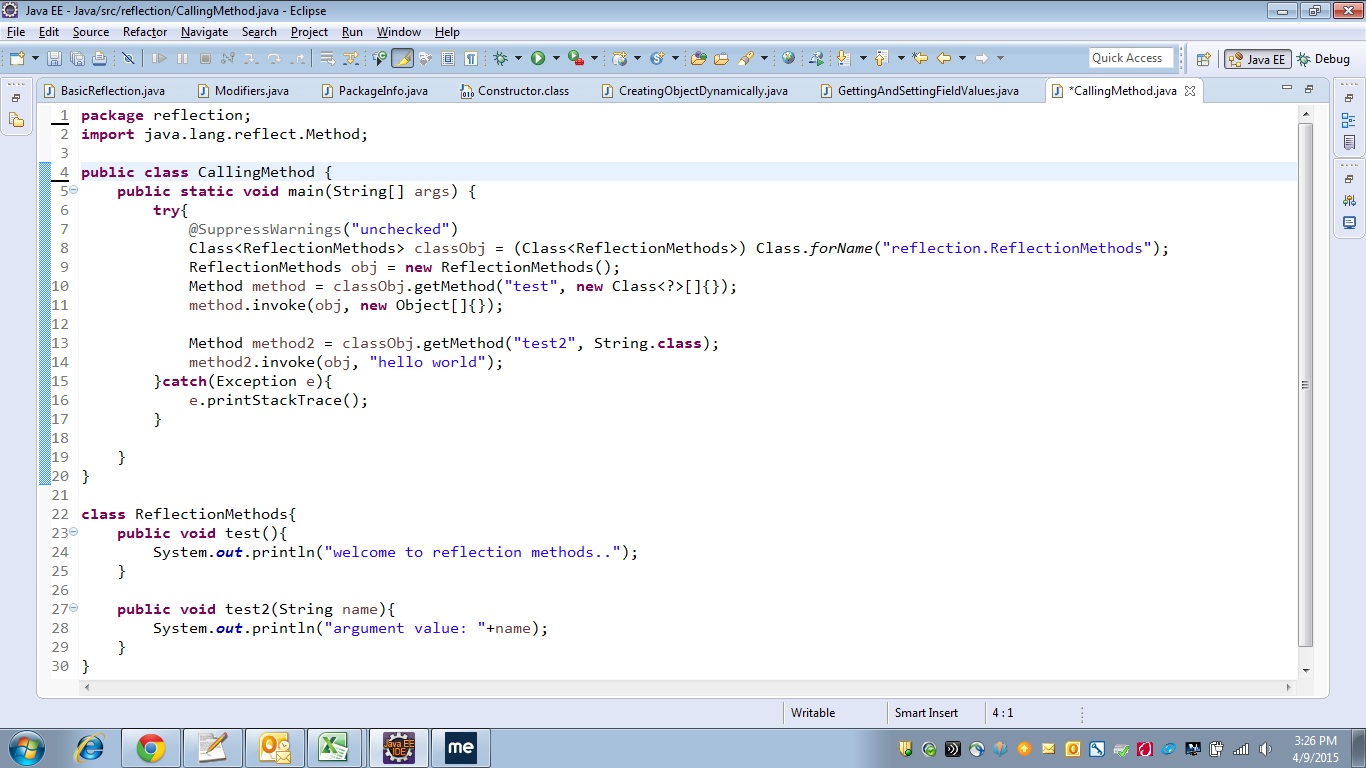 Java EE - Java/src/reflection/CallingMethod.java - Eclipse
File Edit Source Refactor Navigate Search Project Run Window Help
Quick Access Java EE Debug
BasicReflection.java Modifiers.java PackageInfo.java Constructor.class CreatingObjectDynamically.java GettingAndSettingFieldValues.java *CallingMethod.java
1 package reflection;
2 import java.lang.reflect.Method;
3
4 public class CallingMethod {
5 public static void main(String[] args) {
6 try{
7 @SuppressWarnings("unchecked")
8 Class<ReflectionMethods> classObj = (Class<ReflectionMethods>) Class.forName("reflection.ReflectionMethods");
9 ReflectionMethods obj = new ReflectionMethods();
10 Method method = classObj.getMethod("test", new Class<?>[]{});
11 method.invoke(obj, new Object[]{});
12
13 Method method2 = classObj.getMethod("test2", String.class);
14 method2.invoke(obj, "hello world");
15 }catch(Exception e){
16 e.printStackTrace();
17 }
18
19 }
20 }
21
22 class ReflectionMethods{
23 public void test(){
24 System.out.println("welcome to reflection methods..");
25 }
26
27 public void test2(String name){
28 System.out.println("argument value: "+name);
29 }
30 }
Writable Smart Insert 4 : 1
Java EE IDE
me
3:26 PM
4/9/2015